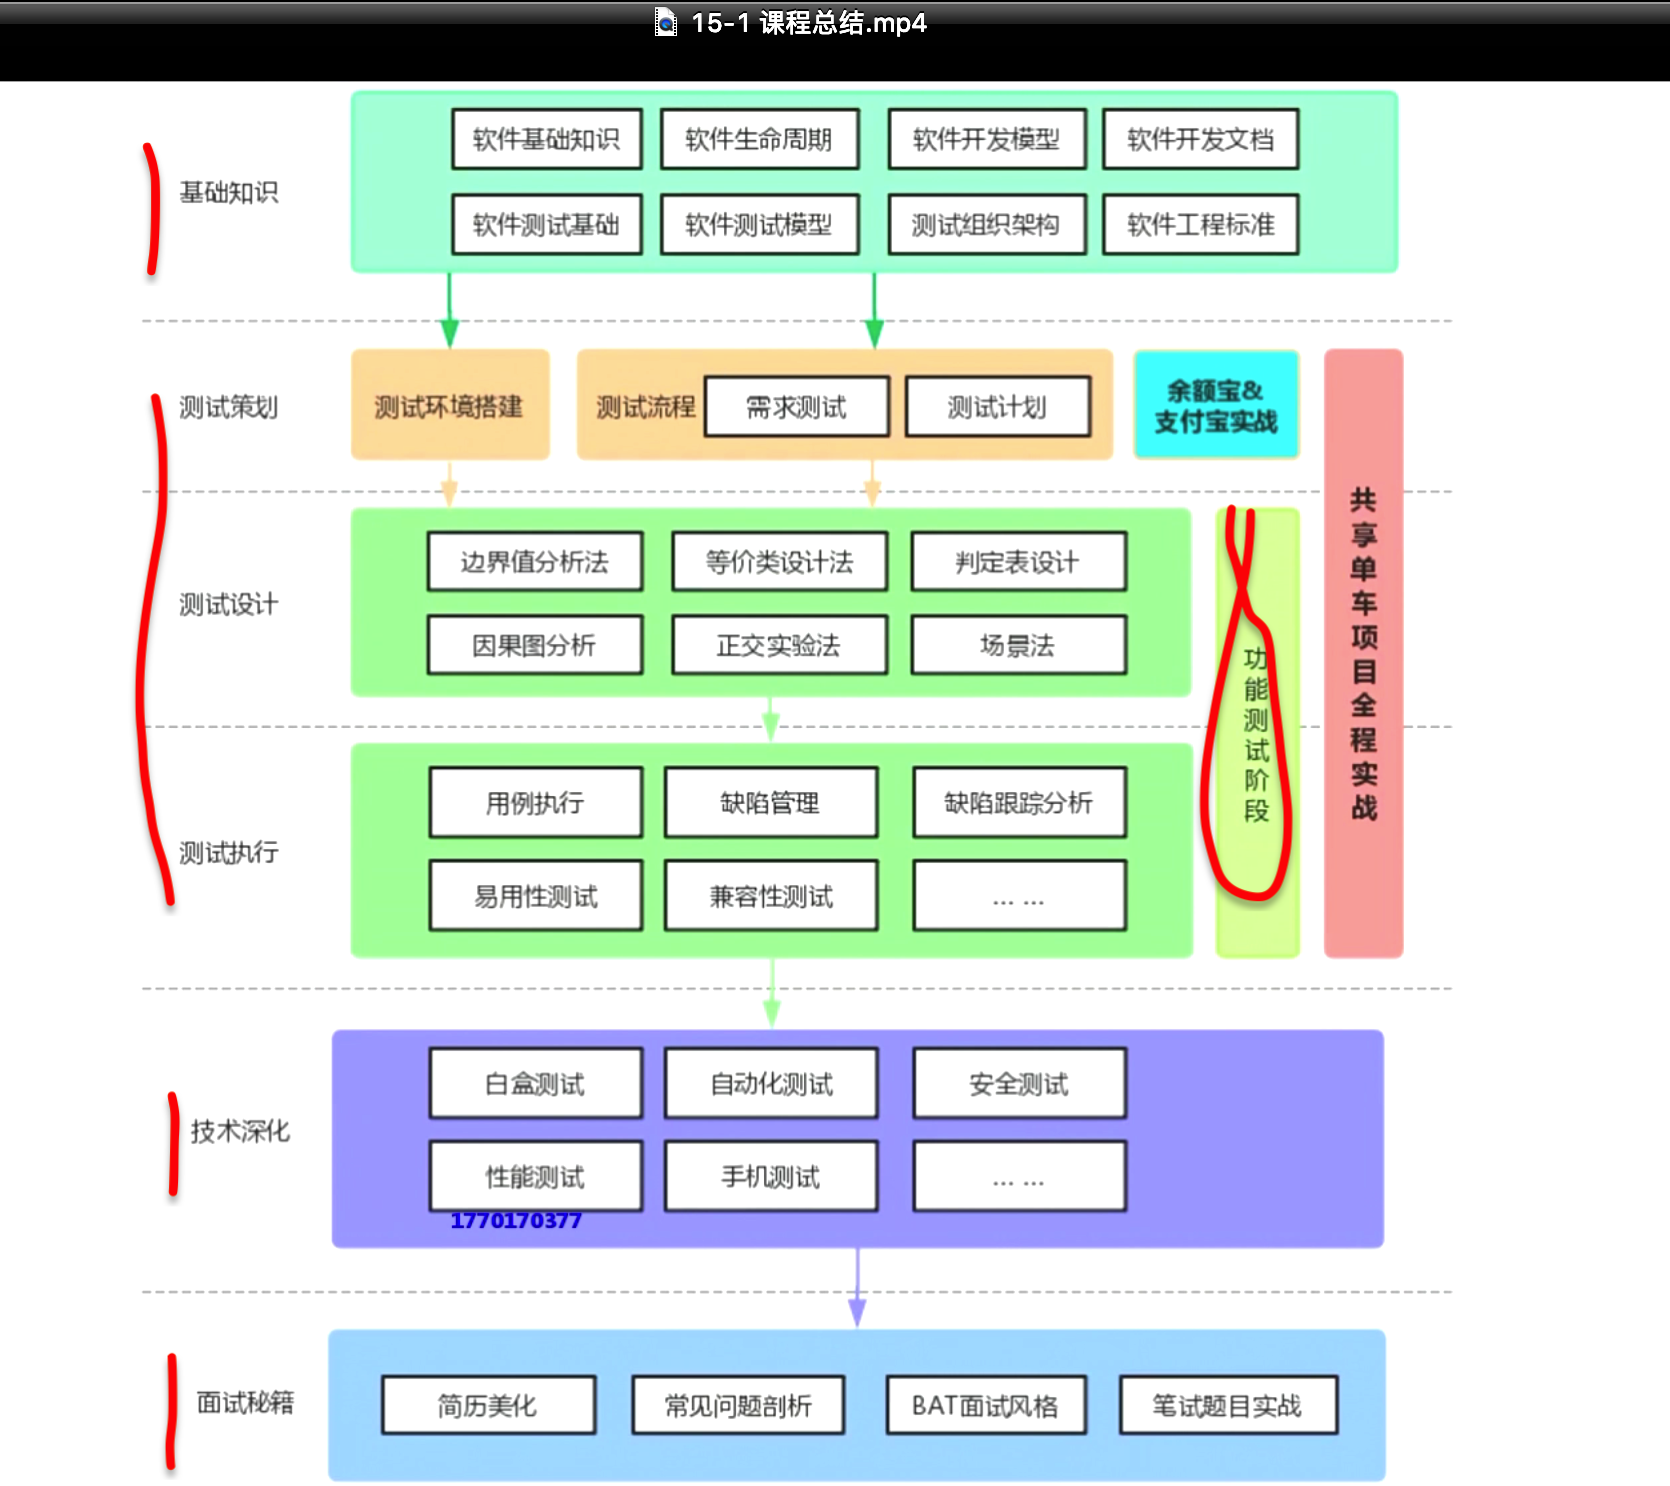 15-1 课程总结.mp4
基础知识
软件基础知识
软件生命周期
软件开发模型
软件开发文档
软件测试基础
软件测试模型
测试组织架构
软件工程标准
测试策划
测试环境搭建
测试流程
需求测试
测试计划
余额宝&
支付宝实战
共享单车项目全程实战
测试设计
边界值分析法
等价类设计法
判定表设计
因果图分析
正交实验法
场景法
功能测试阶段
测试执行
用例执行
缺陷管理
缺陷跟踪分析
易用性测试
兼容性测试
... ...
技术深化
白盒测试
自动化测试
安全测试
性能测试
手机测试
... ...
1770170377
面试秘籍
简历美化
常见问题剖析
BAT面试风格
笔试题目实战